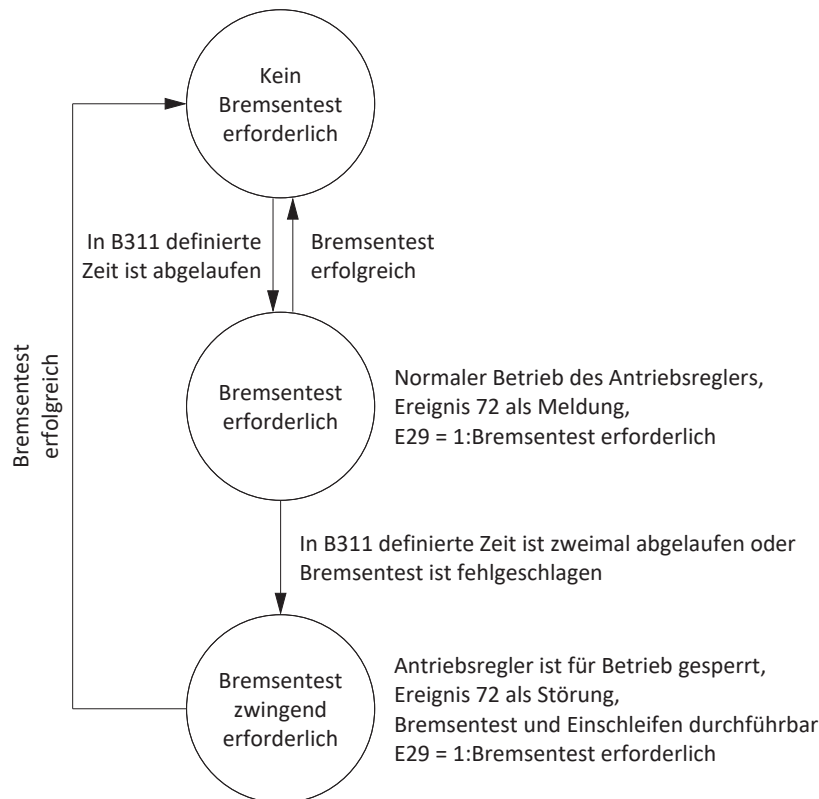 Kein
Bremsentest
erforderlich
In B311 definierte
Zeit ist abgelaufen
Bremsentest
erfolgreich
Bremsentest
erfolgreich
Bremsentest
erforderlich
Normaler Betrieb des Antriebsreglers,
Ereignis 72 als Meldung,
E29 = 1:Bremsentest erforderlich
In B311 definierte Zeit ist zweimal abgelaufen oder
Bremsentest ist fehlgeschlagen
Bremsentest
zwingend
erforderlich
Antriebsregler ist für Betrieb gesperrt,
Ereignis 72 als Störung,
Bremsentest und Einschleifen durchführbar
E29 = 1:Bremsentest erforderlich